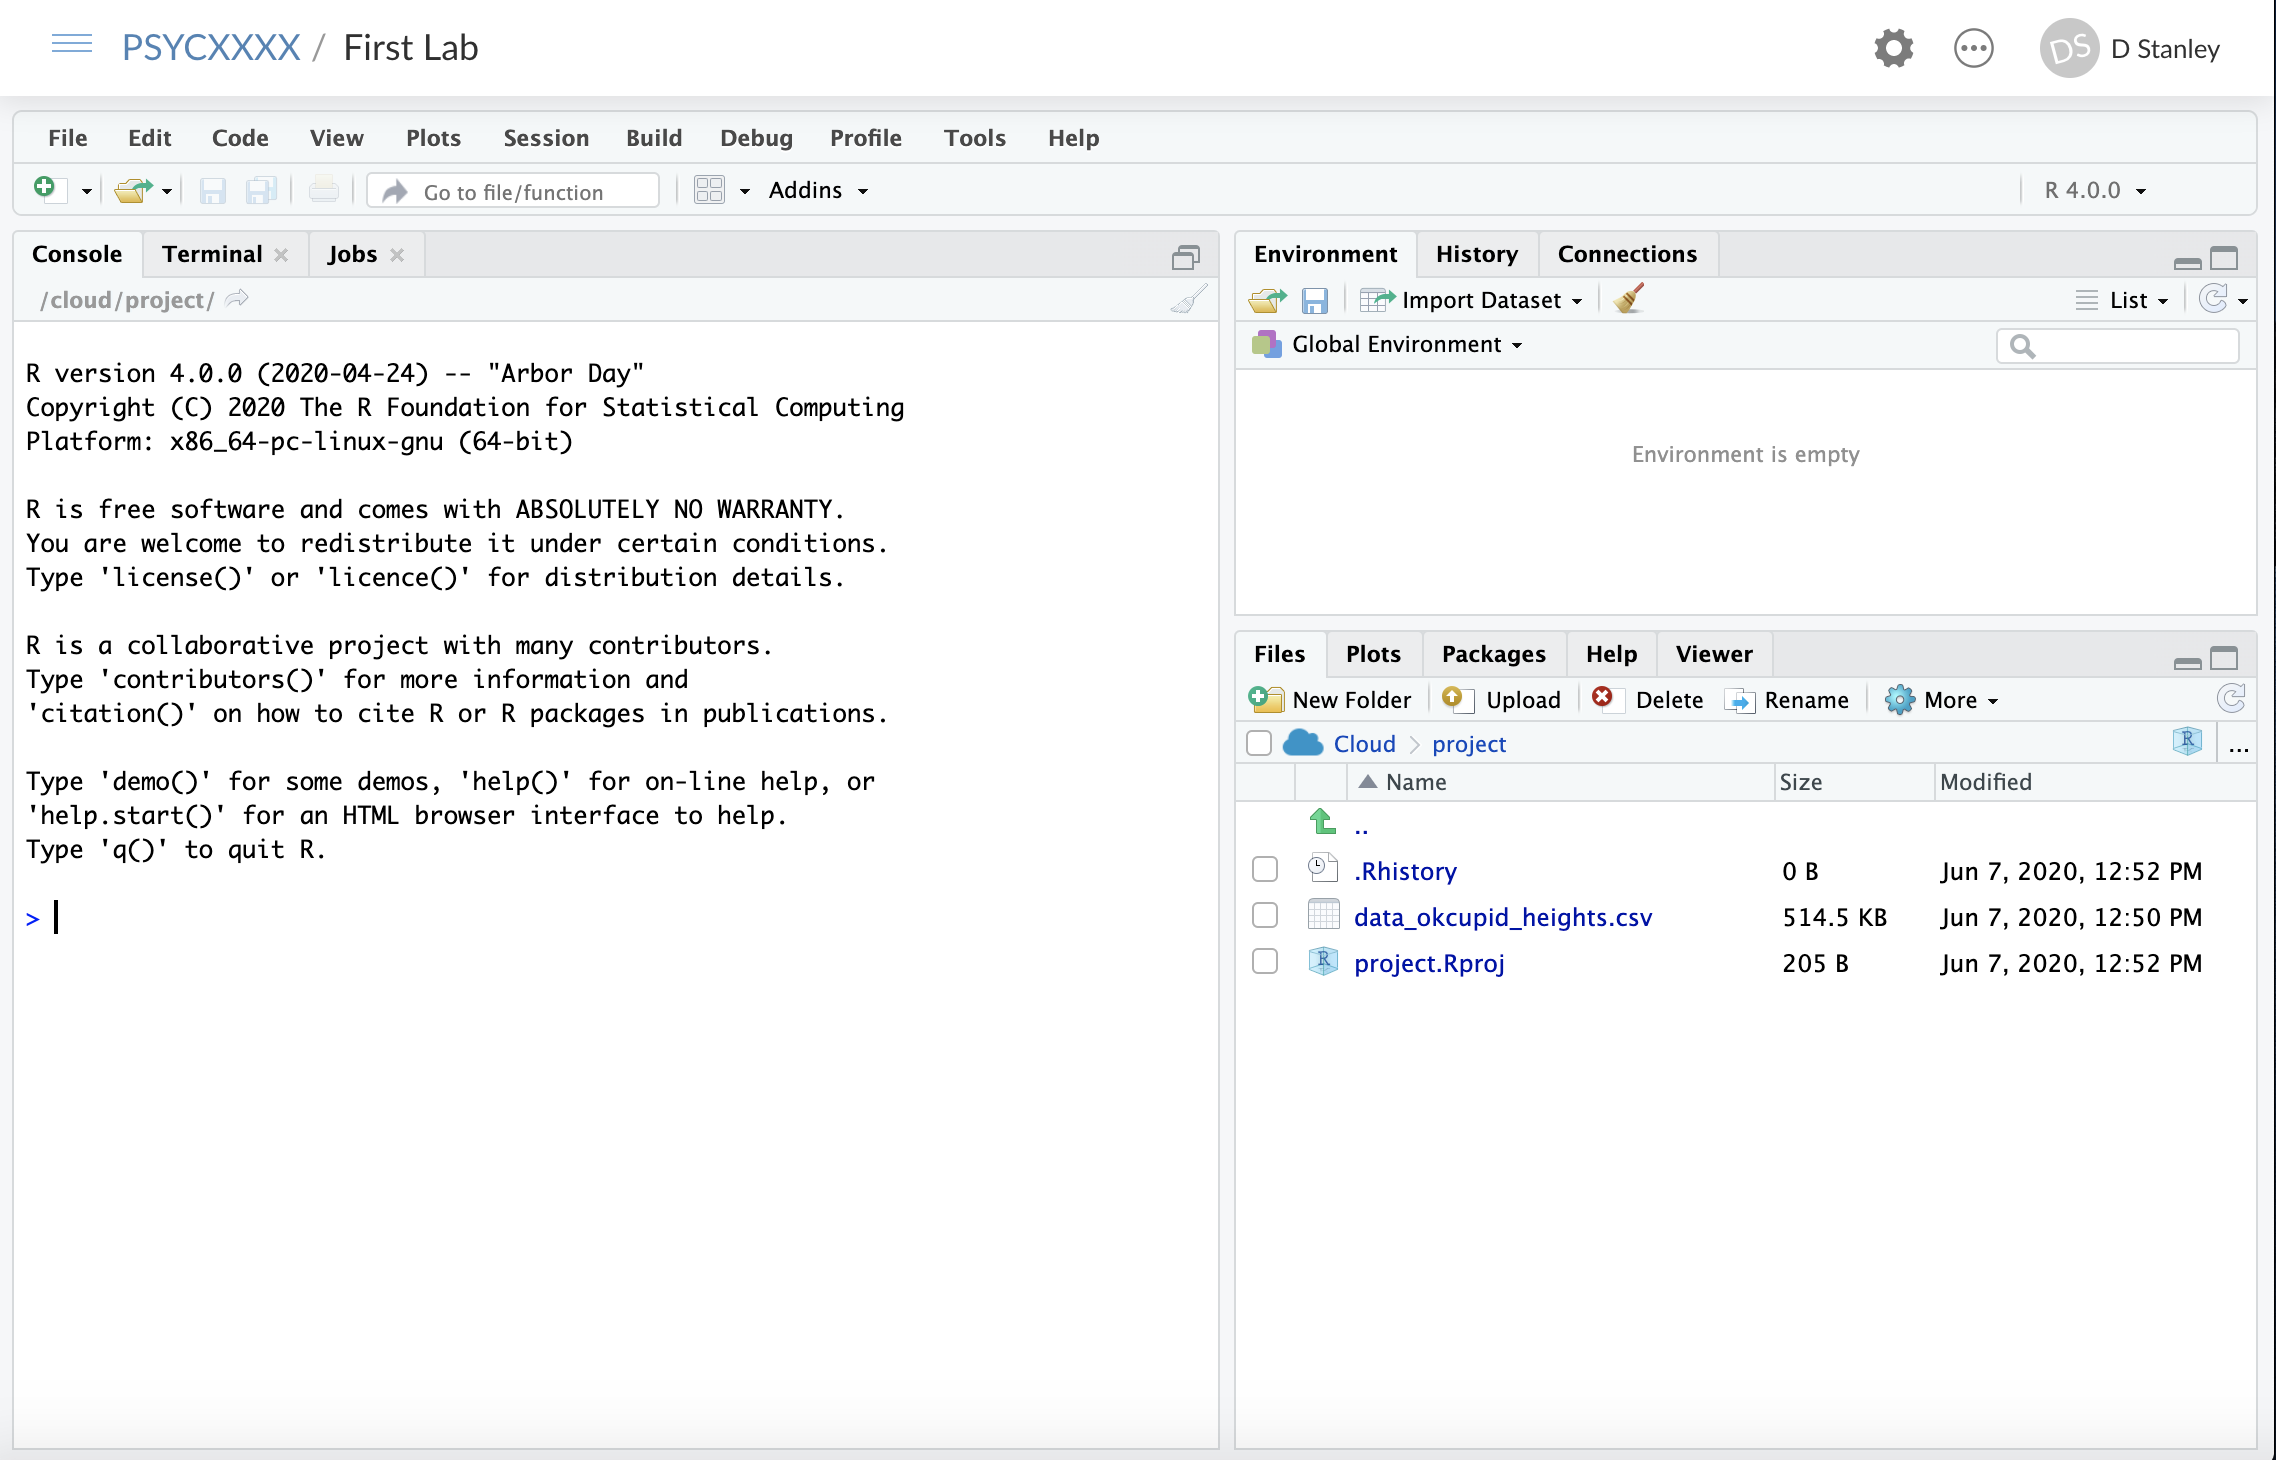 PSYCXXXX / First Lab
DS D Stanley
File Edit Code View Plots Session Build Debug Profile Tools Help
Go to file/function Addins R 4.0.0
Console Terminal Jobs
/cloud/project/
R version 4.0.0 (2020-04-24) -- "Arbor Day"
Copyright (C) 2020 The R Foundation for Statistical Computing
Platform: x86_64-pc-linux-gnu (64-bit)
R is free software and comes with ABSOLUTELY NO WARRANTY.
You are welcome to redistribute it under certain conditions.
Type 'license()' or 'licence()' for distribution details.
R is a collaborative project with many contributors.
Type 'contributors()' for more information and
'citation()' on how to cite R or R packages in publications.
Type 'demo()' for some demos, 'help()' for on-line help, or
'help.start()' for an HTML browser interface to help.
Type 'q()' to quit R.
>
Environment History Connections
Import Dataset List
Global Environment
Environment is empty
Files Plots Packages Help Viewer
New Folder Upload Delete Rename More
Cloud project R ...
Name Size Modified
..
.Rhistory 0 B Jun 7, 2020, 12:52 PM
data_okcupid_heights.csv 514.5 KB Jun 7, 2020, 12:50 PM
R project.Rproj 205 B Jun 7, 2020, 12:52 PM